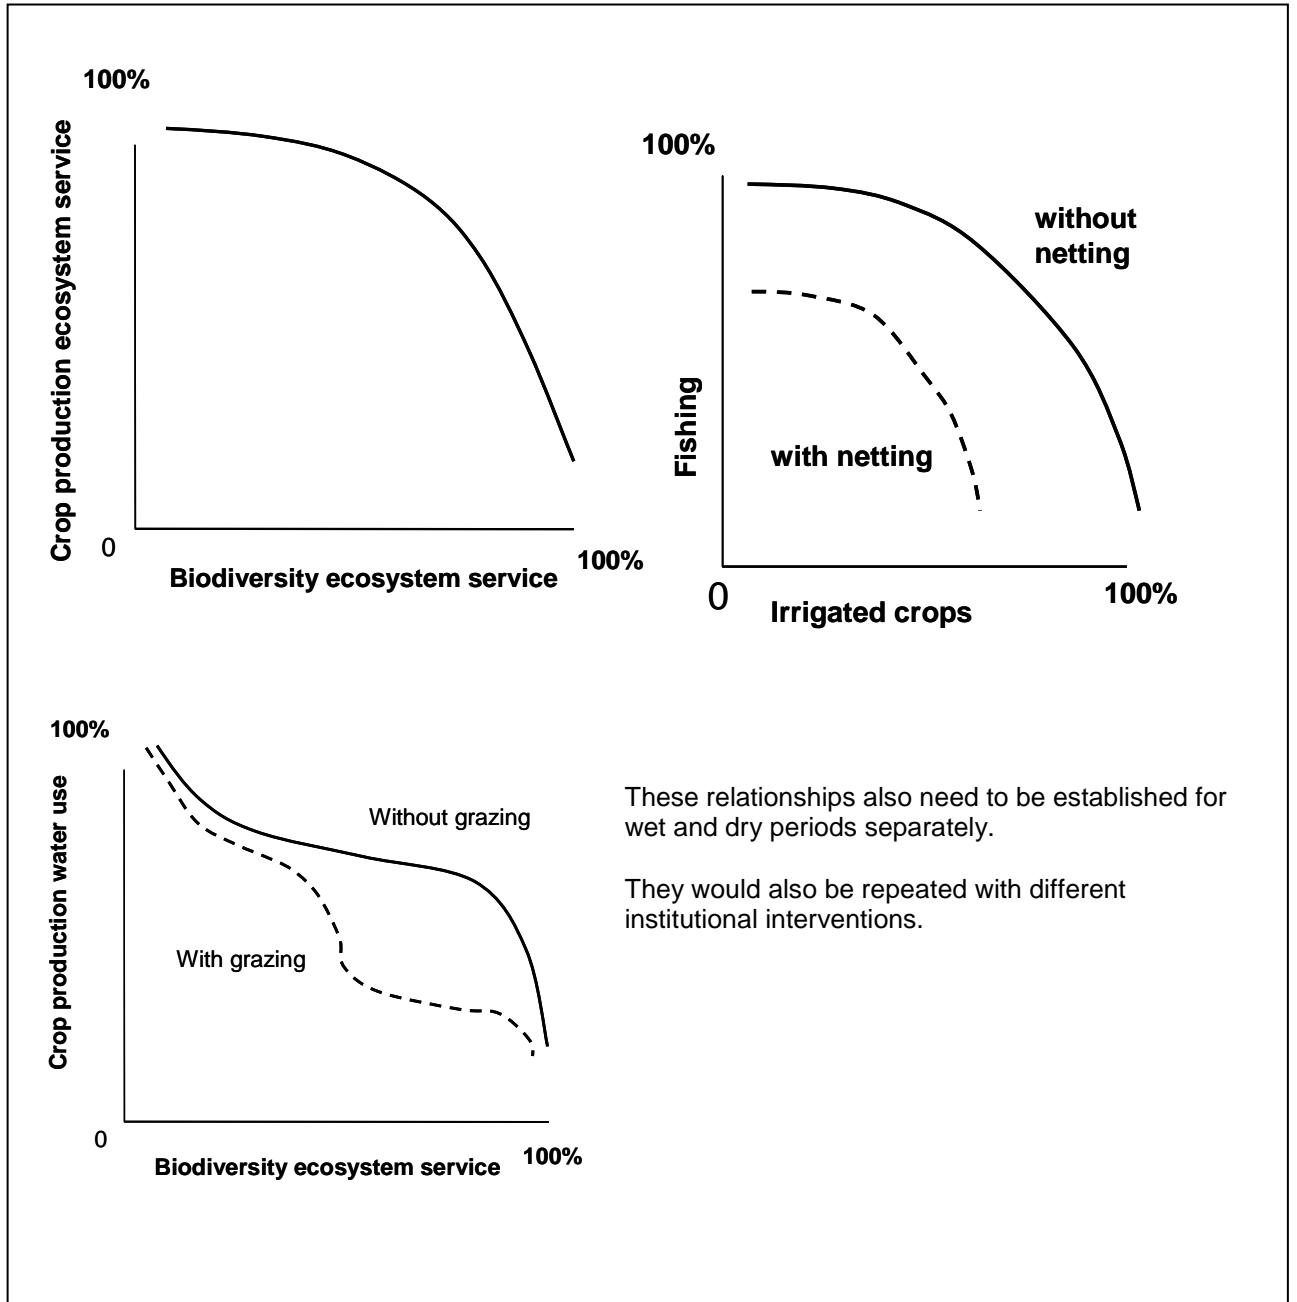 100%
Crop production ecosystem service
0
100%
Biodiversity ecosystem service
100%
without
netting
Fishing
with netting
0
100%
Irrigated crops
100%
Crop production water use
Without grazing
With grazing
0
100%
Biodiversity ecosystem service
These relationships also need to be established for
wet and dry periods separately.
They would also be repeated with different
institutional interventions.